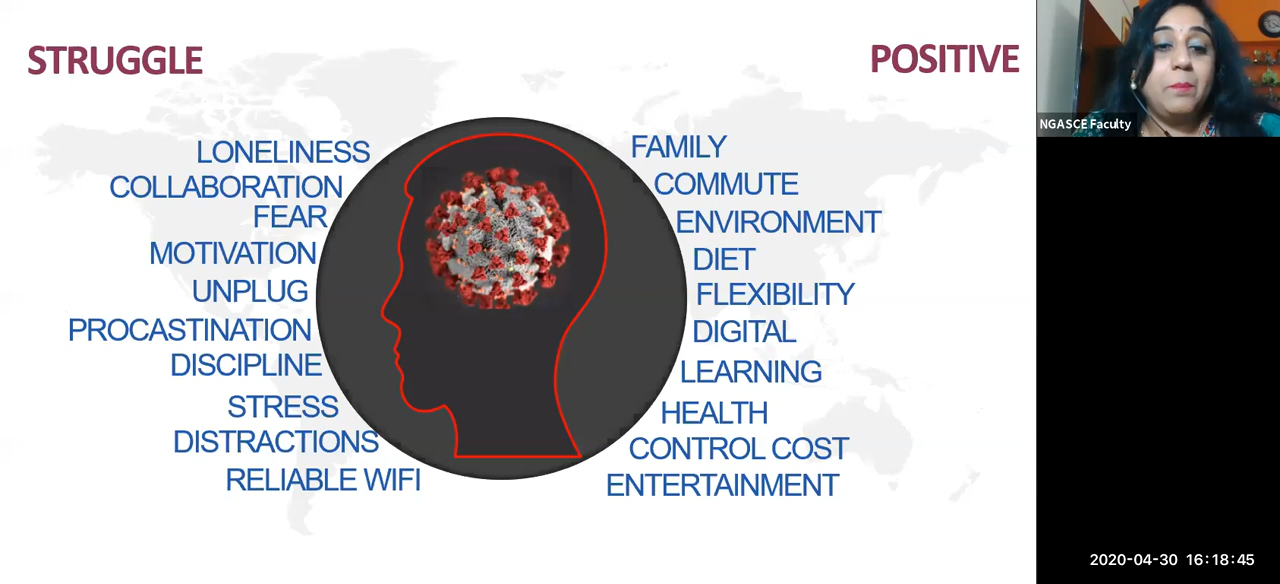 STRUGGLE
POSITIVE
LONELINESS
COLLABORATION
FEAR
MOTIVATION
UNPLUG
PROCASTINATION
DISCIPLINE
STRESS
DISTRACTIONS
RELIABLE WIFI
FAMILY
COMMUTE
ENVIRONMENT
DIET
FLEXIBILITY
DIGITAL
LEARNING
HEALTH
CONTROL COST
ENTERTAINMENT
NGASCE Faculty
2020-04-30 16:18:45